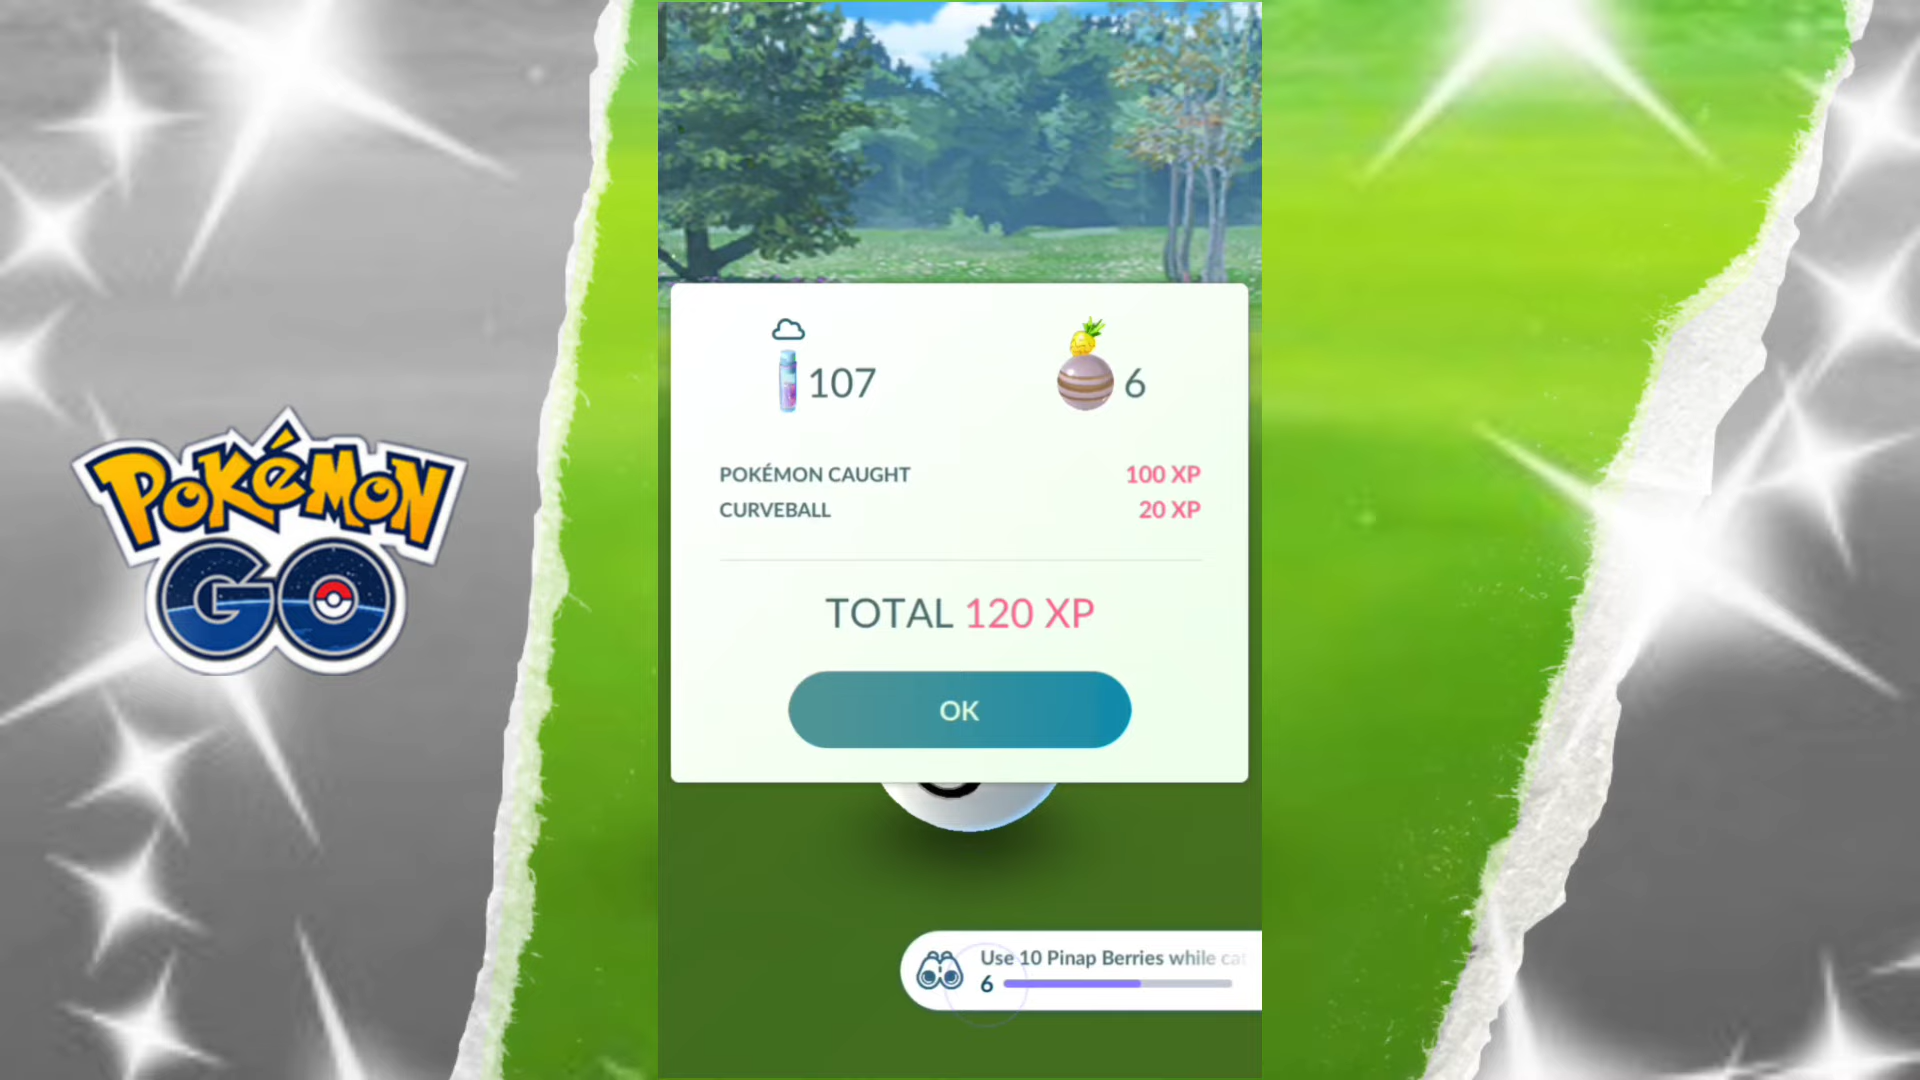 POKÉMON
GO
107
6
POKÉMON CAUGHT 100 XP
CURVEBALL 20 XP
TOTAL 120 XP
OK
Use 10 Pinap Berries while cat
6